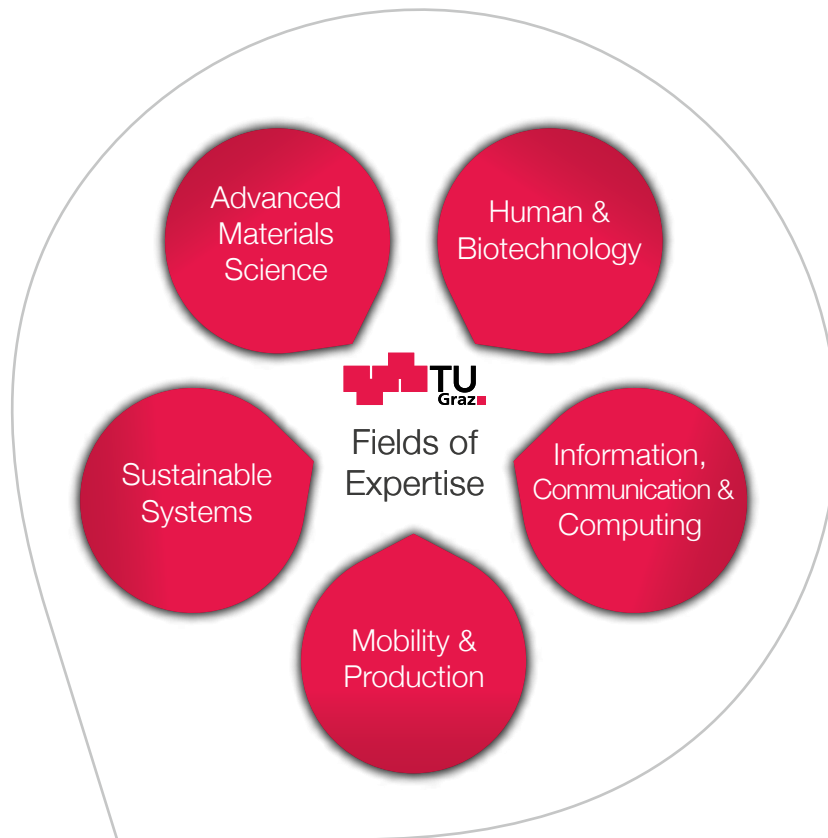 Advanced
Materials
Science
Human &
Biotechnology
TU
Graz
Fields of
Expertise
Sustainable
Systems
Information,
Communication &
Computing
Mobility &
Production